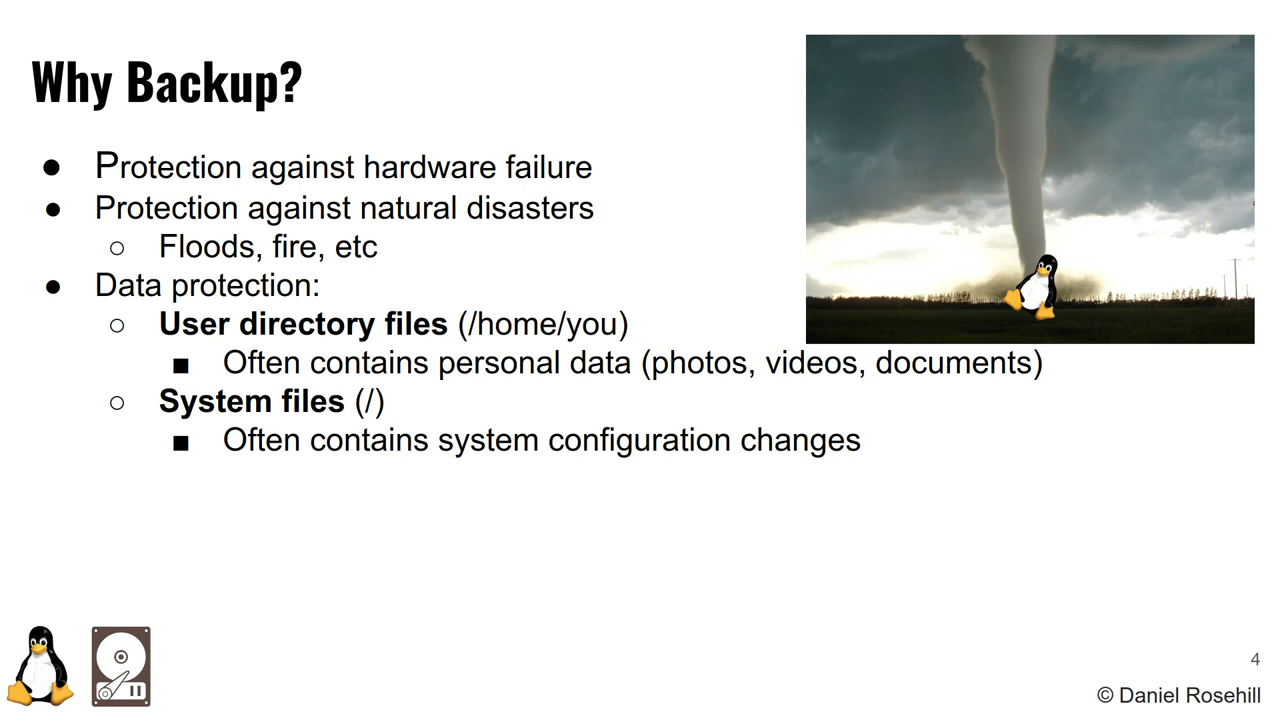 Why Backup?
● Protection against hardware failure
● Protection against natural disasters
○ Floods, fire, etc
● Data protection:
○ User directory files (/home/you)
■ Often contains personal data (photos, videos, documents)
○ System files (/)
■ Often contains system configuration changes
4
© Daniel Rosehill